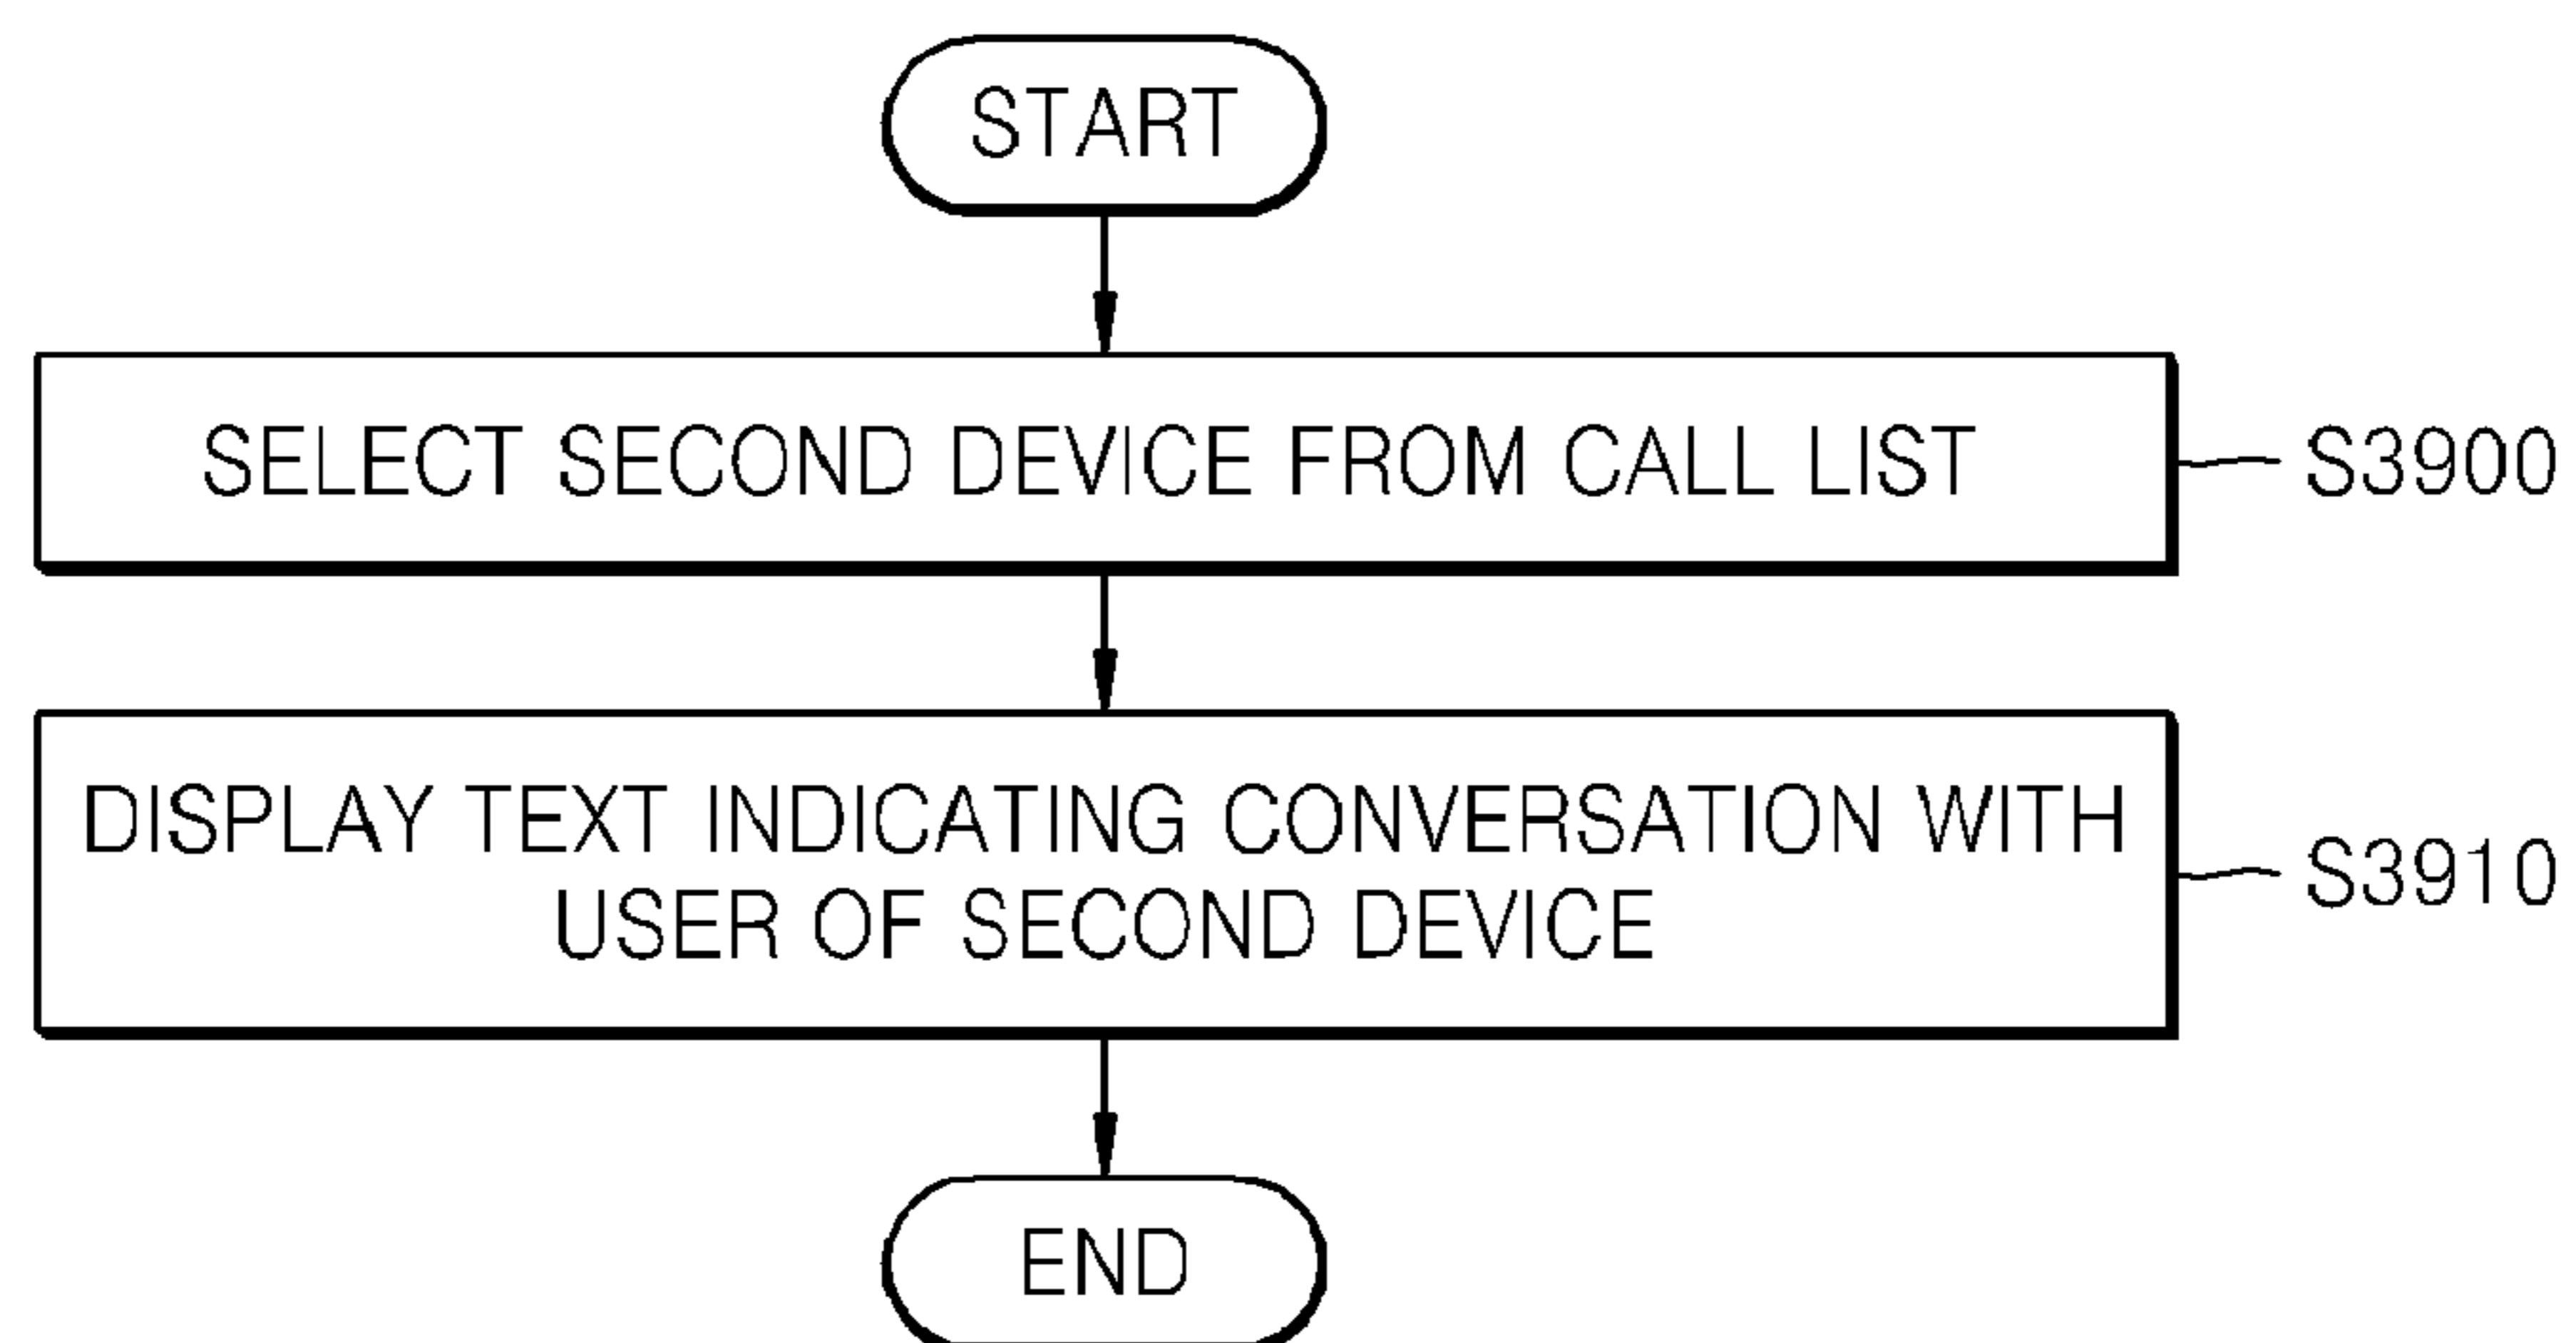 START
SELECT SECOND DEVICE FROM CALL LIST
S3900
DISPLAY TEXT INDICATING CONVERSATION WITH
USER OF SECOND DEVICE
S3910
END